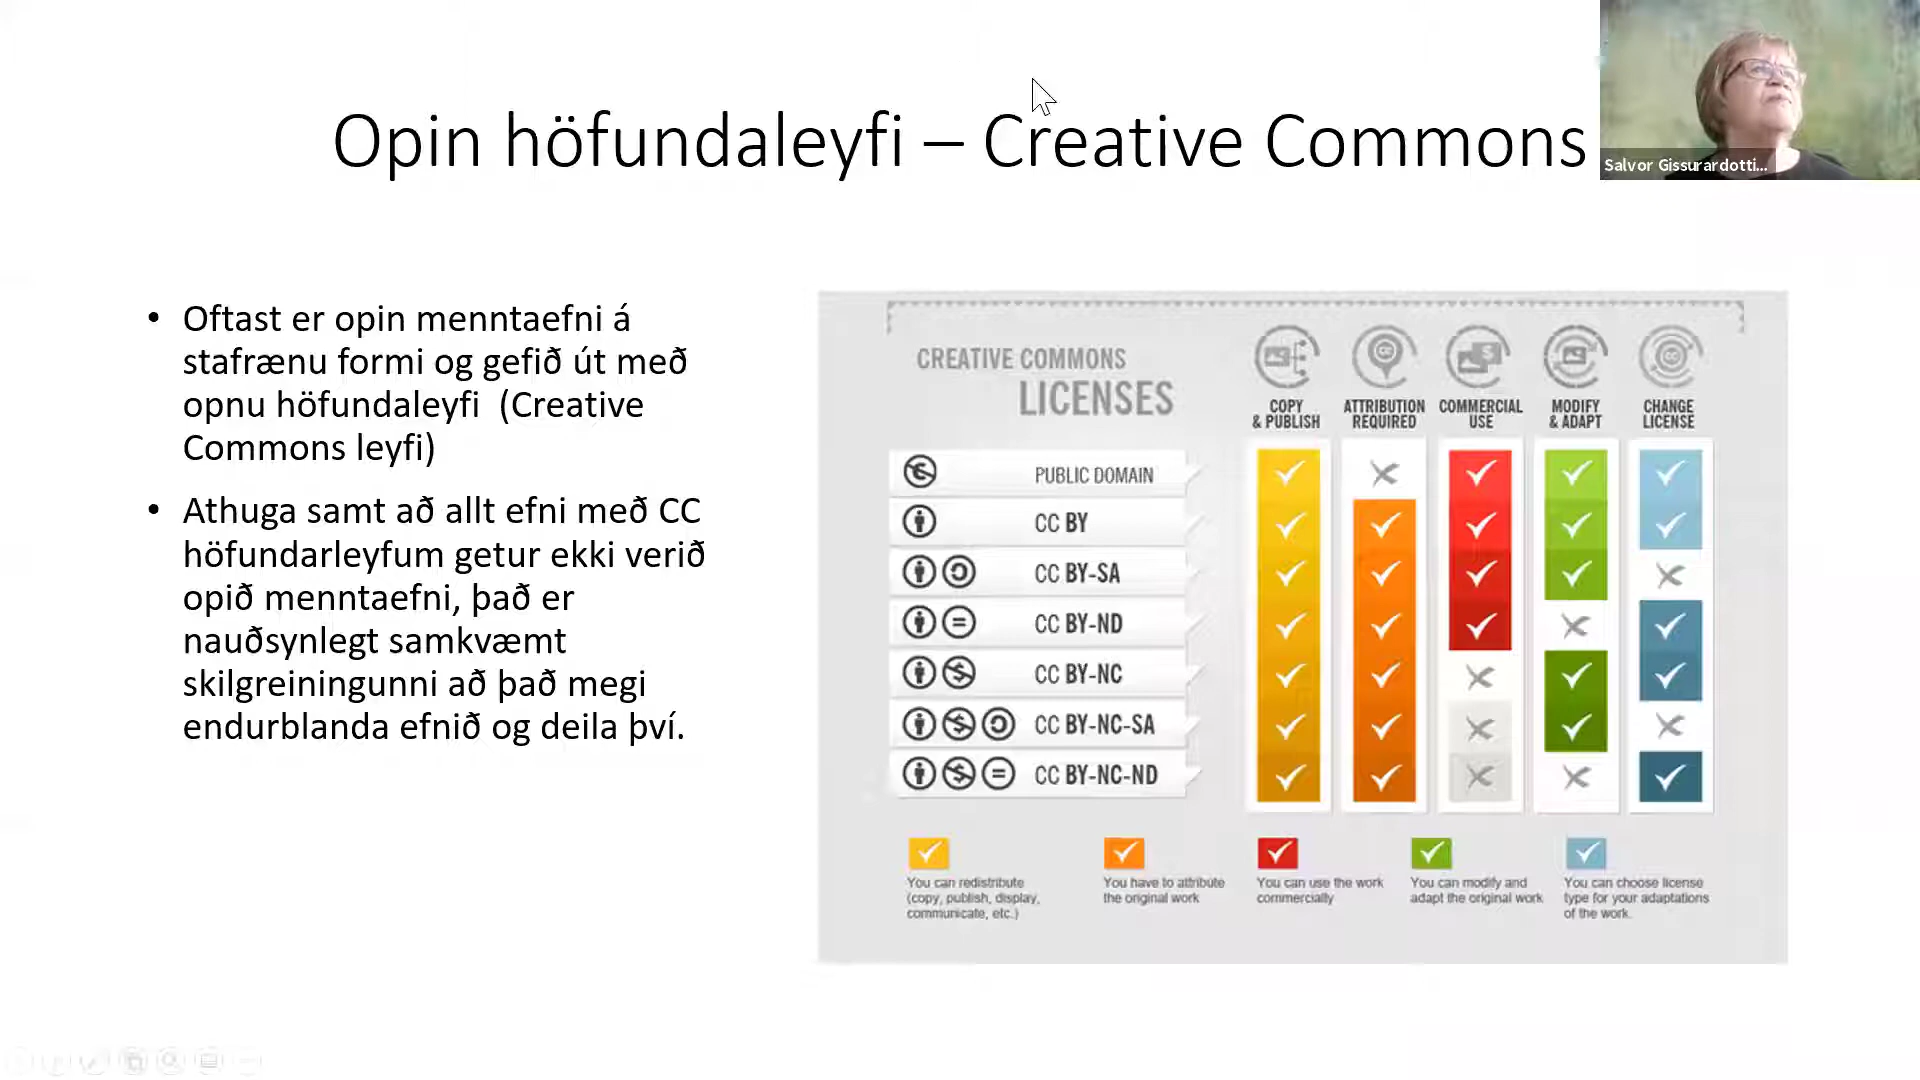 Opin höfundaleyfi – Creative Commons
Salvor Gissurardotti...
• Oftast er opin menntaefni á
stafrænu formi og gefið út með
opnu höfundaleyfi (Creative
Commons leyfi)
• Athuga samt að allt efni með CC
höfundarleyfum getur ekki verið
opið menntaefni, það er
nauðsynlegt samkvæmt
skilgreiningunni að það megi
endurblanda efnið og deila því.
CREATIVE COMMONS
LICENSES
COPY
& PUBLISH
ATTRIBUTION
REQUIRED
COMMERCIAL
USE
MODIFY
& ADAPT
CHANGE
LICENSE
PUBLIC DOMAIN
CC BY
CC BY-SA
CC BY-ND
CC BY-NC
CC BY-NC-SA
CC BY-NC-ND
You can redistribute
(copy, publish, display,
communicate, etc.)
You have to attribute
the original work
You can use the work
commercially
You can modify and
adapt the original work
You can choose license
type for your adaptations
of the work.